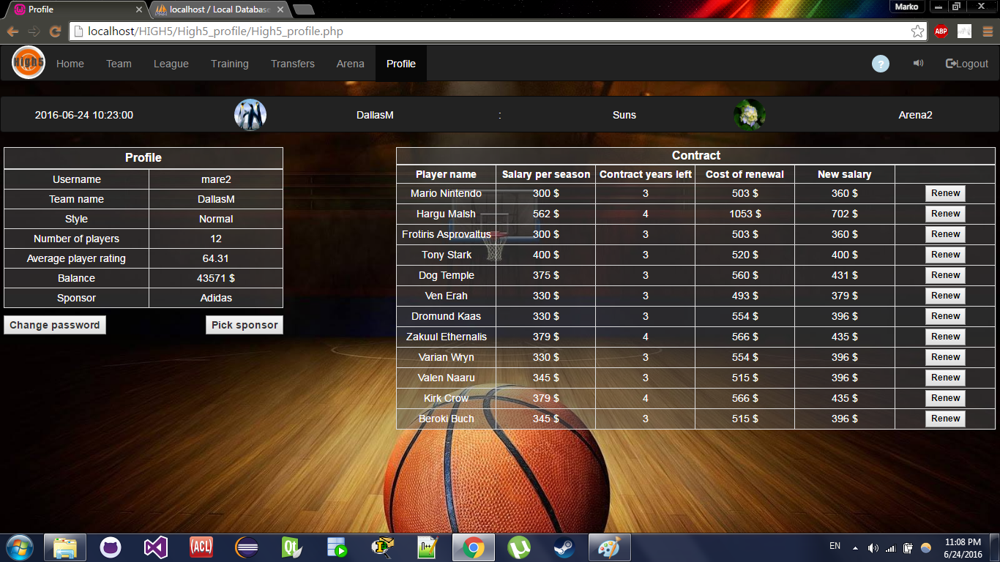 Profile
localhost / Local Database
Marko
localhost/HIGH5/High5_profile/High5_profile.php
ABP
High5
Home Team League Training Transfers Arena Profile
? Logout
2016-06-24 10:23:00 DallasM : Suns Arena2
Profile
Username mare2
Team name DallasM
Style Normal
Number of players 12
Average player rating 64.31
Balance 43571 $
Sponsor Adidas
Change password Pick sponsor
Contract
Player name Salary per season Contract years left Cost of renewal New salary
Mario Nintendo 300 $ 3 503 $ 360 $ Renew
Hargu Malsh 562 $ 4 1053 $ 702 $ Renew
Frotiris Asprovaltus 300 $ 3 503 $ 360 $ Renew
Tony Stark 400 $ 3 520 $ 400 $ Renew
Dog Temple 375 $ 3 560 $ 431 $ Renew
Ven Erah 330 $ 3 493 $ 379 $ Renew
Dromund Kaas 330 $ 3 554 $ 396 $ Renew
Zakuul Ethernalis 379 $ 4 566 $ 435 $ Renew
Varian Wryn 330 $ 3 554 $ 396 $ Renew
Valen Naaru 345 $ 3 515 $ 396 $ Renew
Kirk Crow 379 $ 4 566 $ 435 $ Renew
Beroki Buch 345 $ 3 515 $ 396 $ Renew
{ACL}
Qt
EN
11:08 PM
6/24/2016